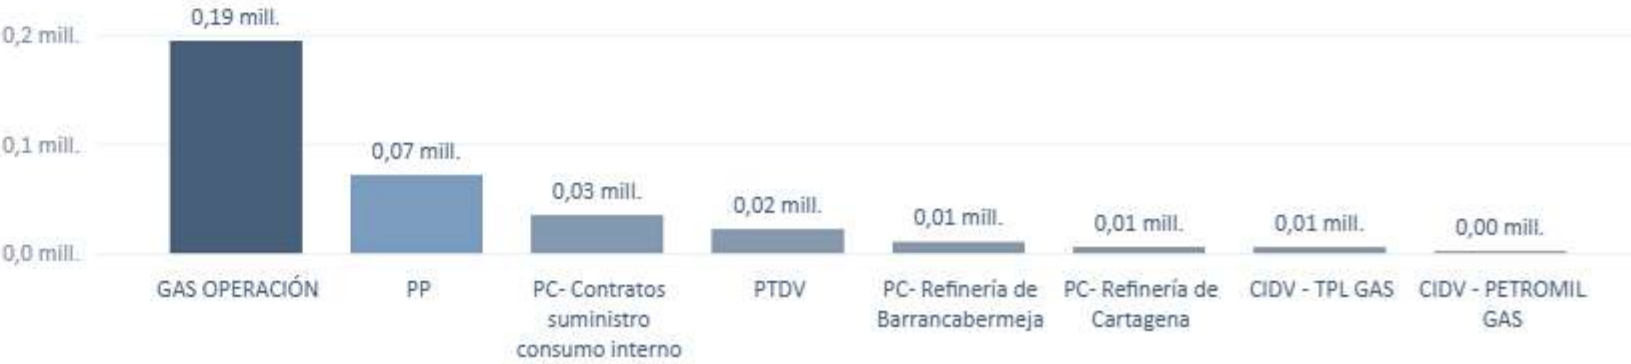 0,19 mill.
0,2 mill.
0,1 mill.
0,07 mill.
0,03 mill.
0,02 mill.
0,01 mill.
0,01 mill.
0,01 mill.
0,00 mill.
0,0 mill.
GAS OPERACIÓN
PP
PC- Contratos
suministro
consumo interno
PTDV
PC- Refinería de
Barrancabermeja
PC- Refinería de
Cartagena
CIDV - TPL GAS
CIDV - PETROMIL
GAS